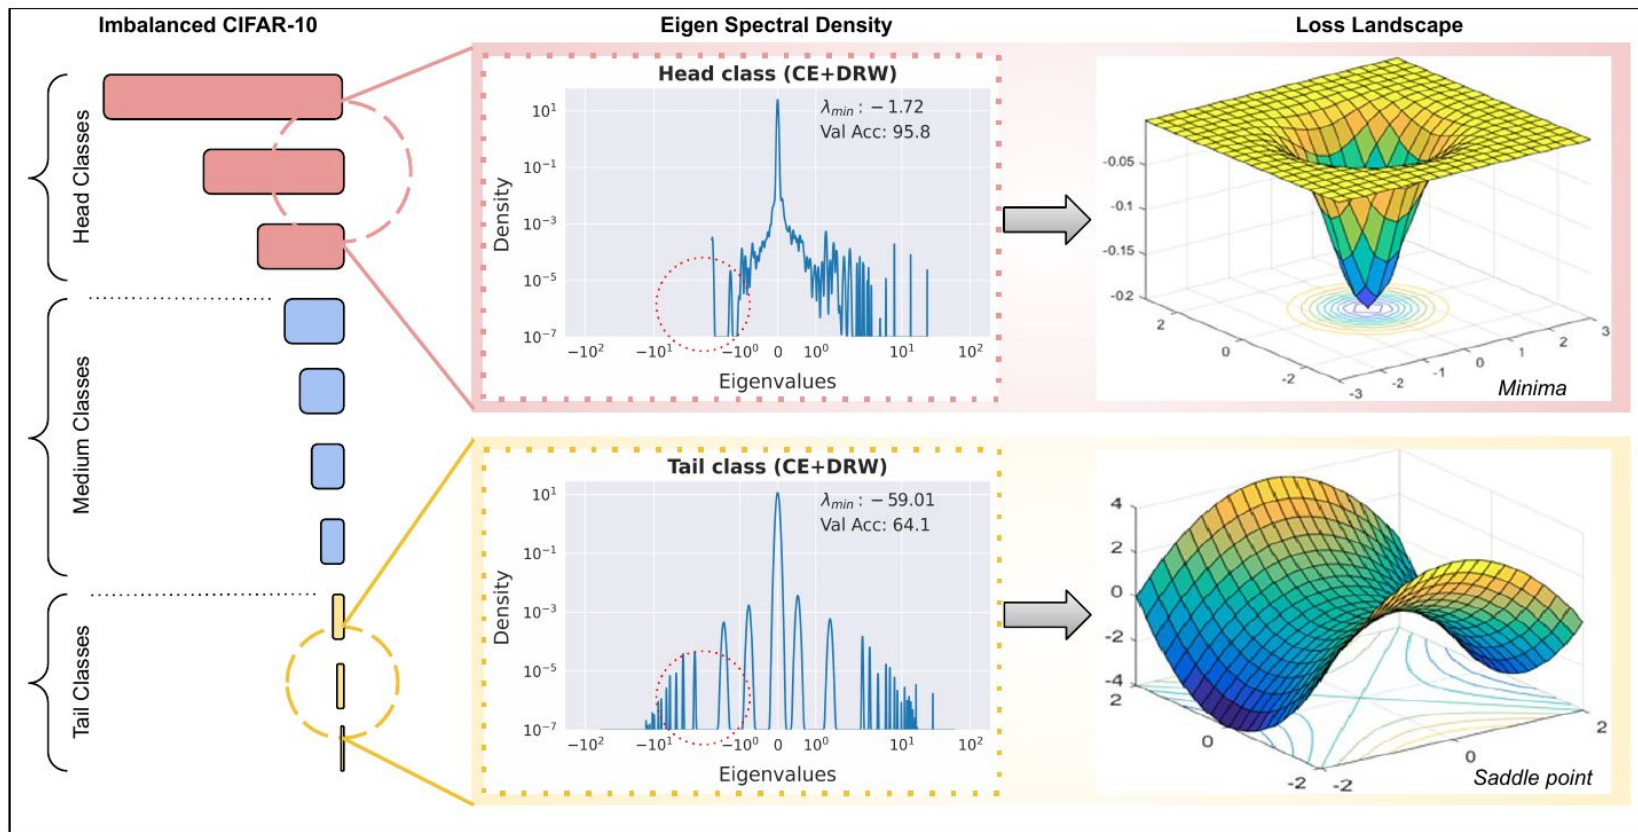 Imbalanced CIFAR-10
Head Classes
Medium Classes
Tail Classes
Eigen Spectral Density
Head class (CE+DRW)
λ_min : − 1.72
Val Acc: 95.8
Density
10¹
10⁻¹
10⁻³
10⁻⁵
10⁻⁷
−10² −10¹ −10⁰ 0 10⁰ 10¹ 10²
Eigenvalues
Tail class (CE+DRW)
λ_min : − 59.01
Val Acc: 64.1
Density
10¹
10⁻¹
10⁻³
10⁻⁵
10⁻⁷
−10² −10¹ −10⁰ 0 10⁰ 10¹ 10²
Eigenvalues
Loss Landscape
-0.05
-0.1
-0.15
-0.2
2
0
-2
-3 -2 -1 0 1 2 3
Minima
4
2
0
-2
-4
2
0
-2
-2
0
2
Saddle point